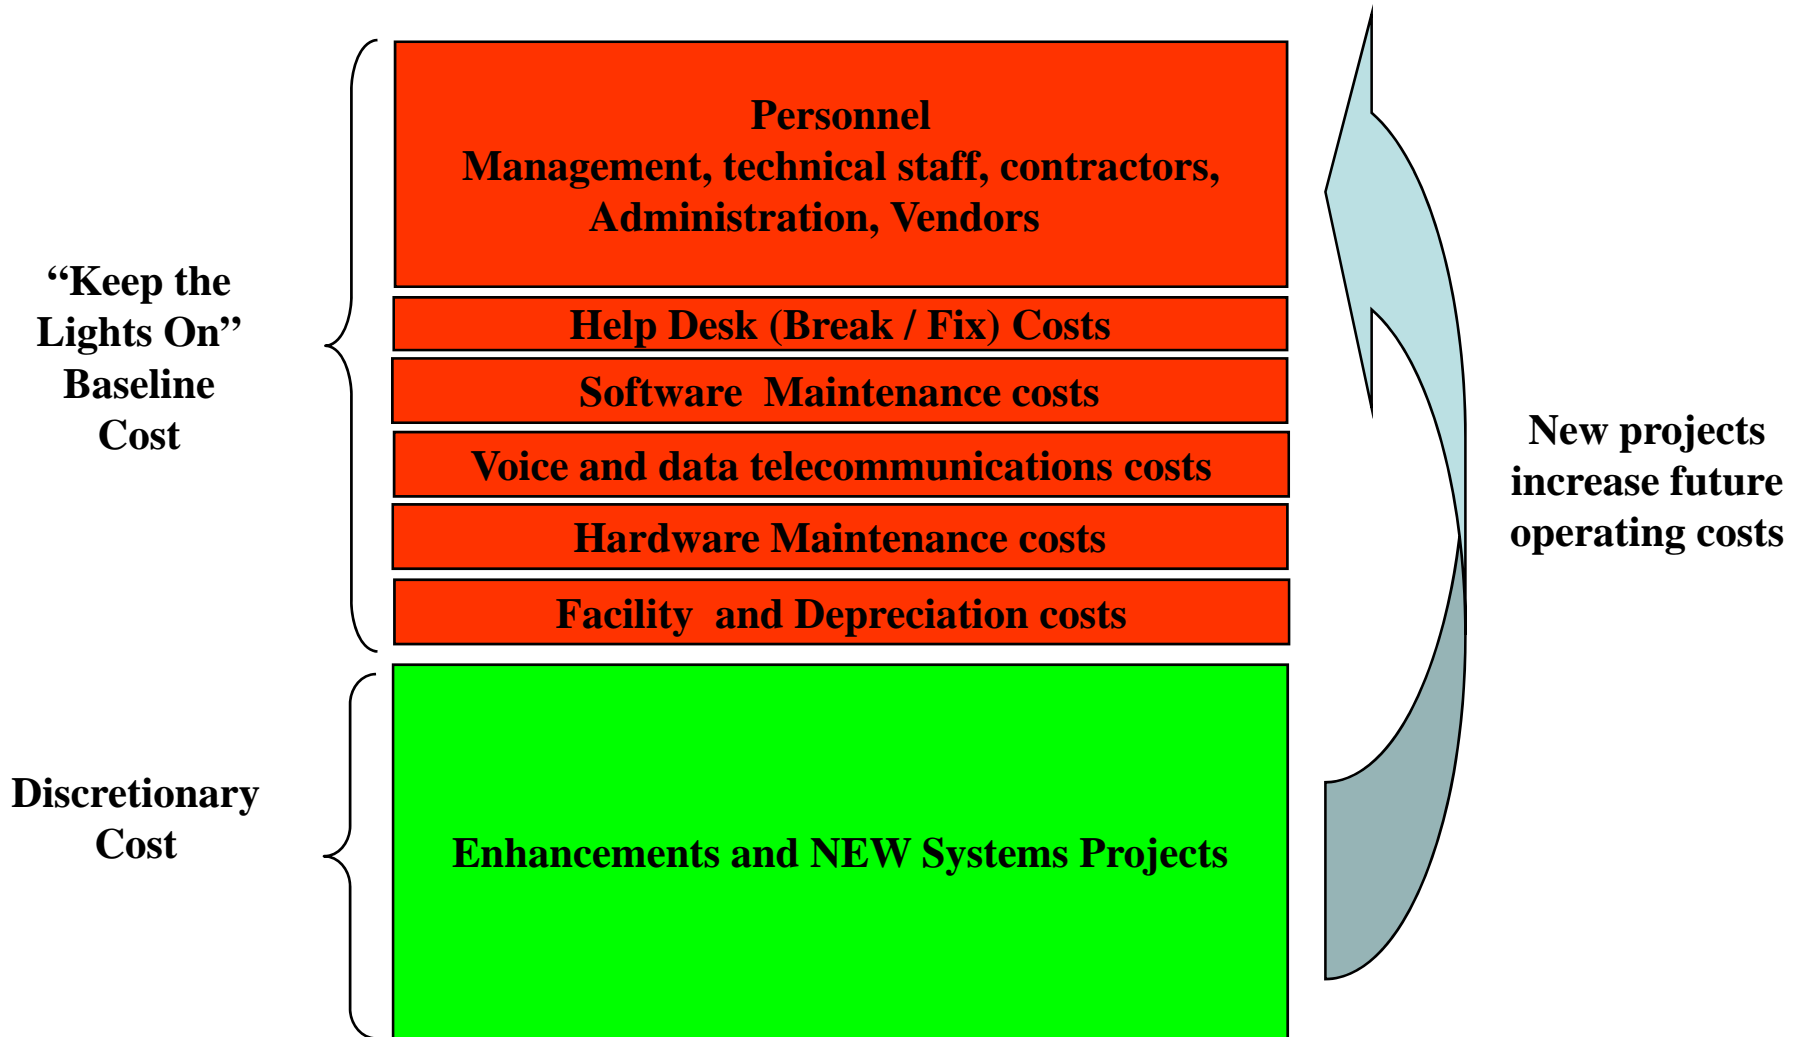 Personnel
Management, technical staff, contractors,
Administration, Vendors
“Keep the
Lights On”
Baseline
Cost
Help Desk (Break / Fix) Costs
Software  Maintenance costs
Voice and data telecommunications costs
Hardware Maintenance costs
Facility  and Depreciation costs
New projects
increase future
operating costs
Discretionary
Cost
Enhancements and NEW Systems Projects